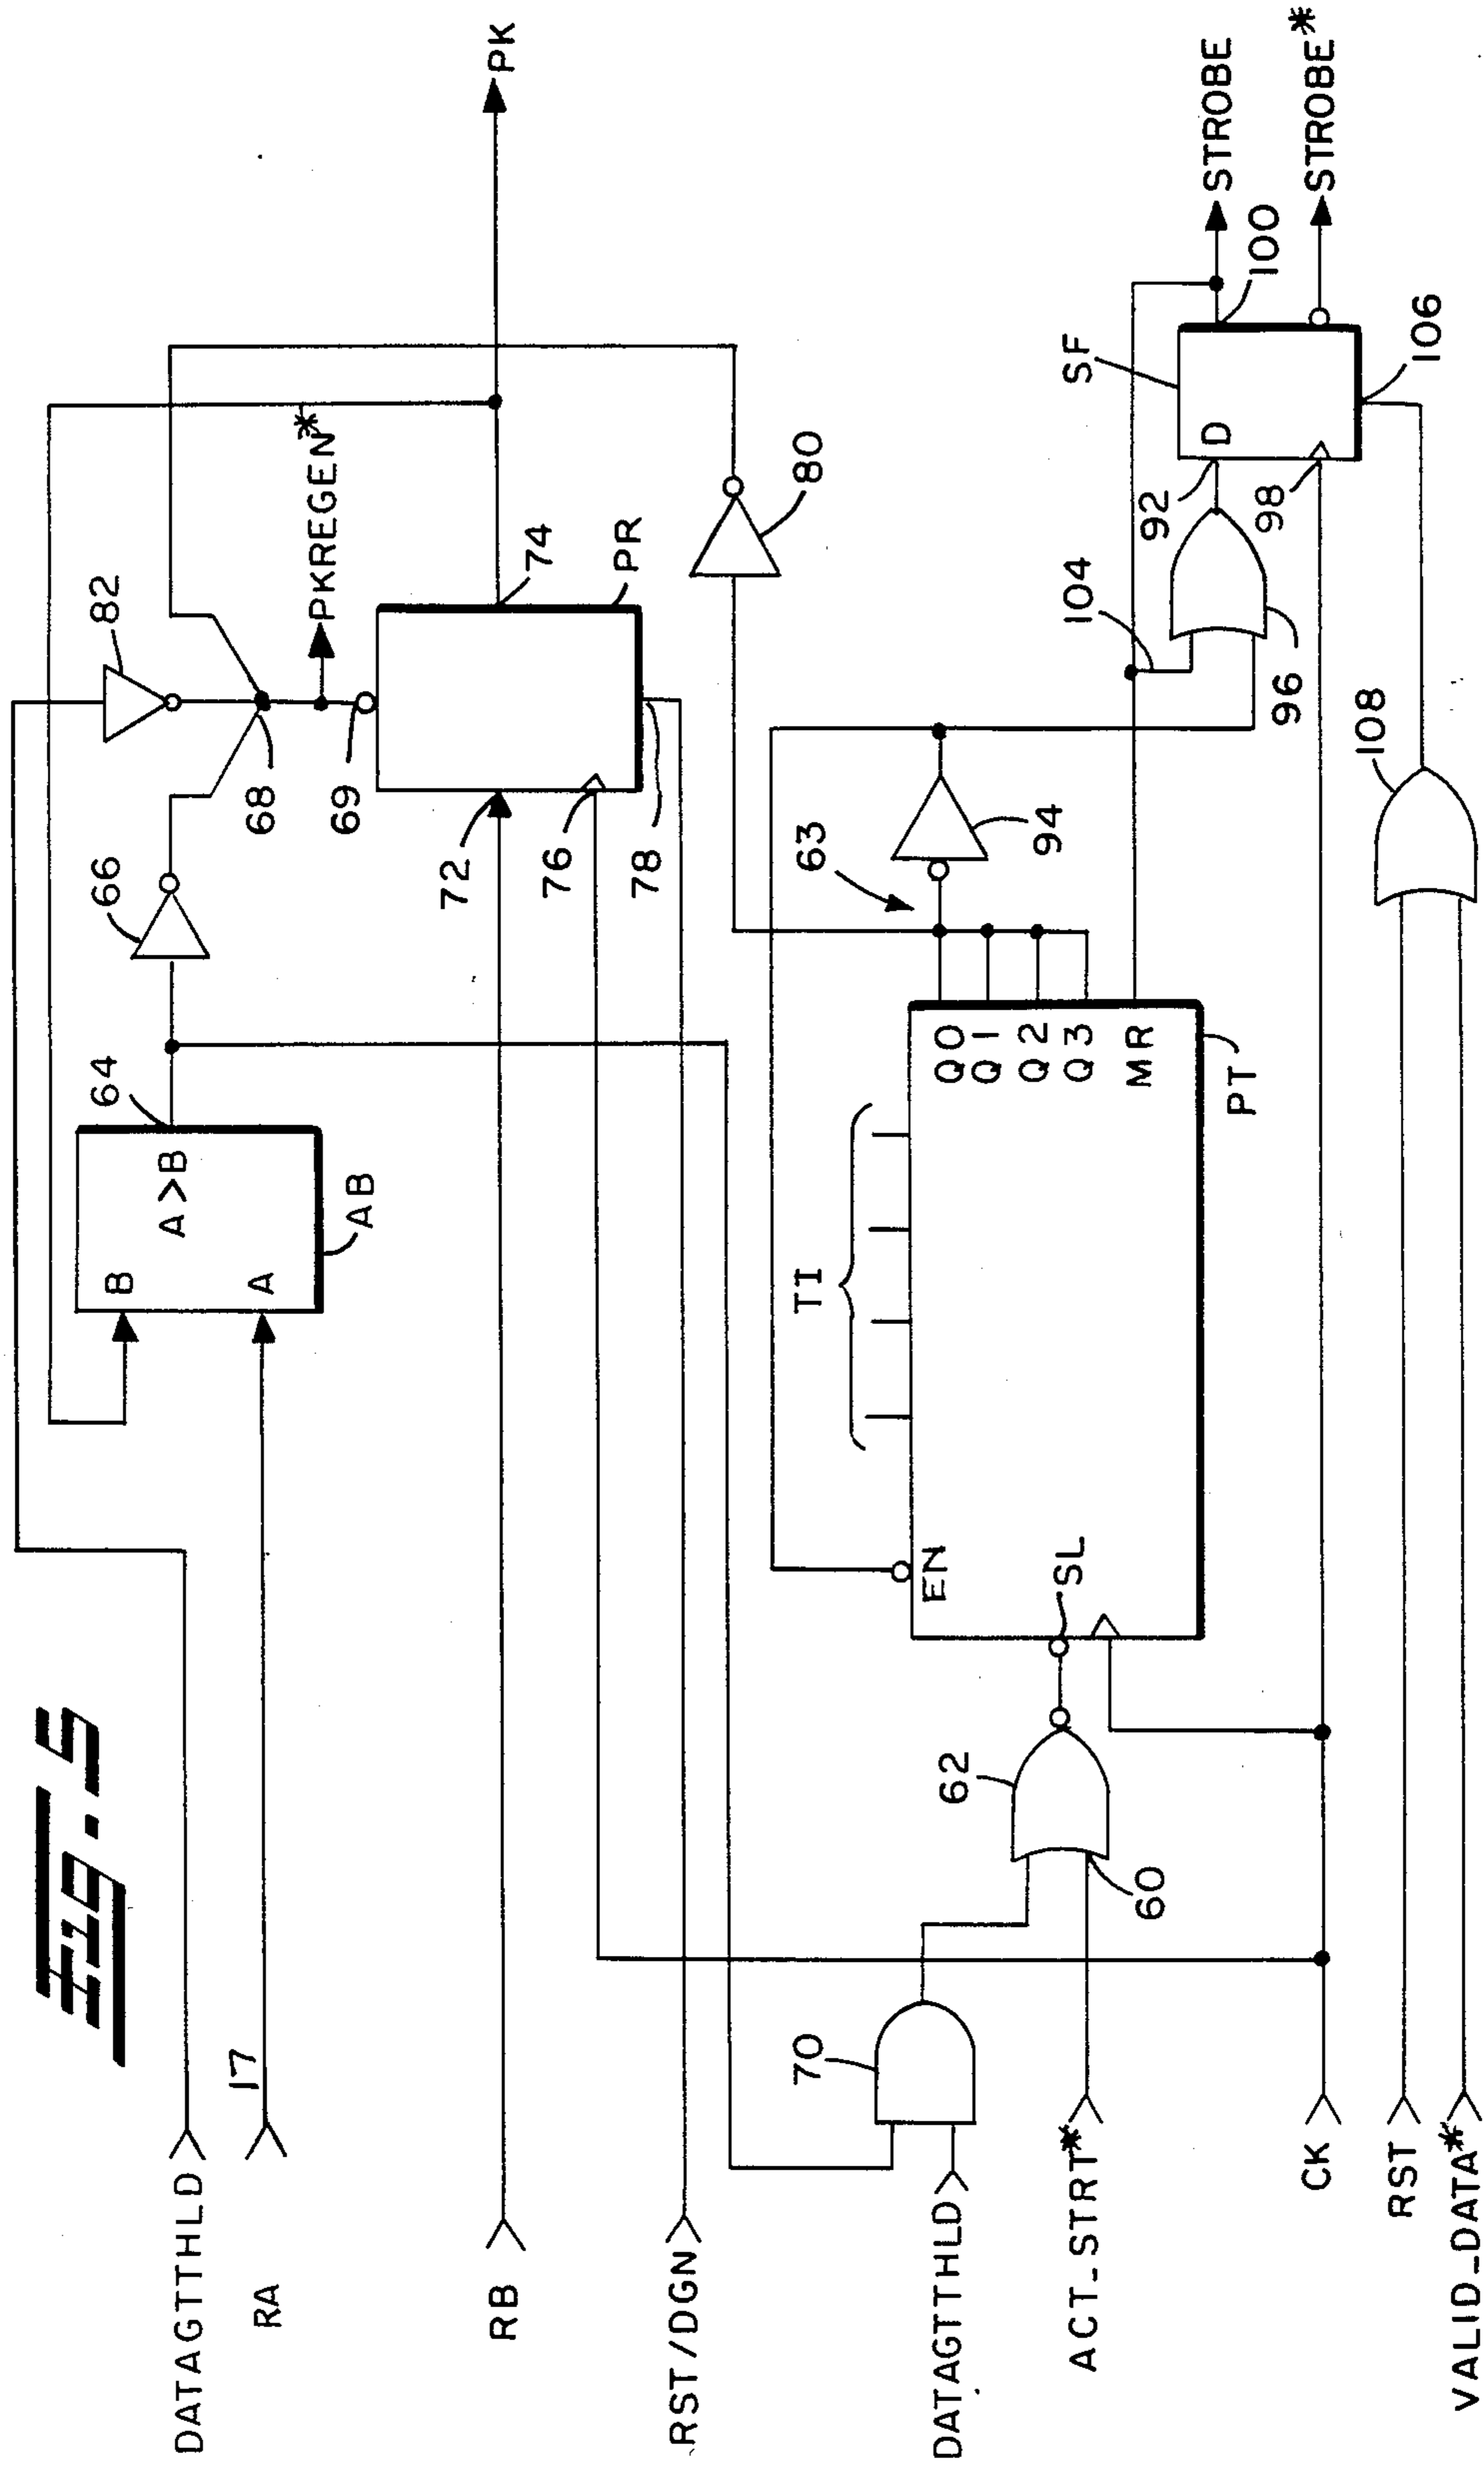 Fig. 5
DATAGTTHLD
RA
17
RB
RST/DGN
DATAGTTHLD
ACT_STRT*
CK
RST
VALID_DATA*
B
A
A>B
64
AB
66
68
82
69
PKREGEN*
72
76
78
74
PR
80
PK
70
60
62
SL
EN
TI
Q0
Q1
Q2
Q3
MR
PT
63
94
104
96
92
98
D
SF
100
106
108
STROBE
STROBE*